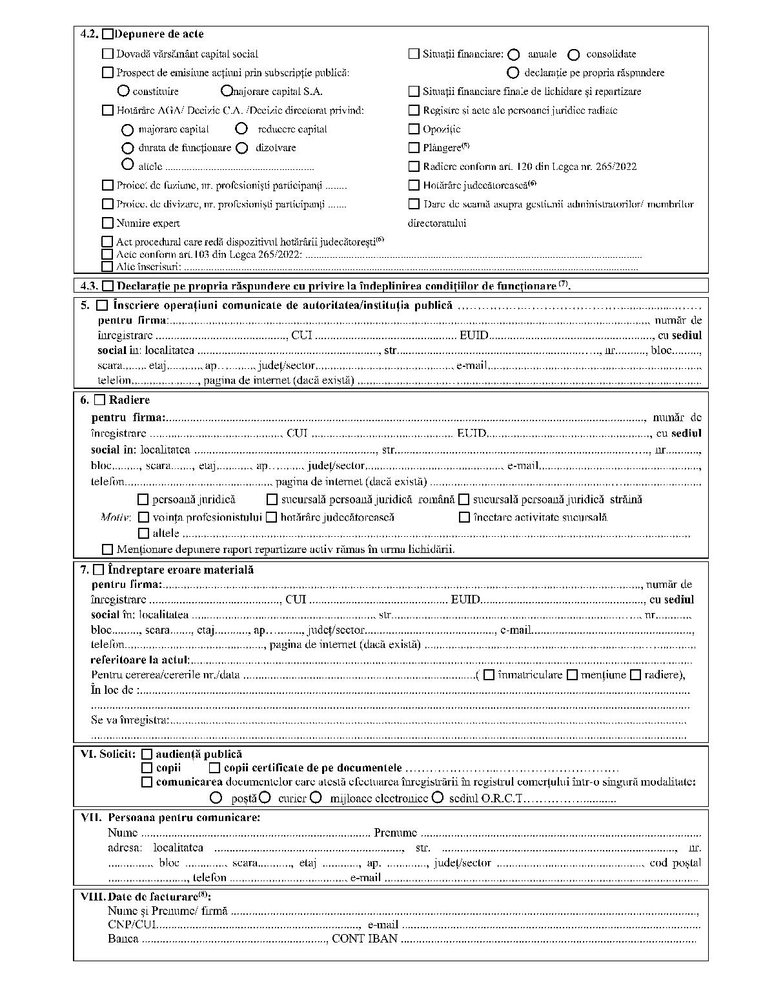 4.2. ☐Depunere de acte
☐ Dovadă vărsământ capital social ☐ Situații financiare: ○ anuale ○ consolidate
☐ Prospect de emisiune acțiuni prin subscripție publică: ○ declarație pe propria răspundere
○ constituire ○ majorare capital S.A. ☐ Situații financiare finale de lichidare și repartizare
☐ Hotărâre AGA/ Decizie C.A. /Decizie directorat privind: ☐ Registre și acte ale persoanei juridice radiate
○ majorare capital ○ reducere capital ☐ Opoziție
○ durata de funcționare ○ dizolvare ☐ Plângere(5)
○ altele .................................................... ☐ Radiere conform art. 120 din Legea nr. 265/2022
☐ Proiect de fuziune, nr. profesioniști participanți ........ ☐ Hotărâre judecătorească(6)
☐ Proiect de divizare, nr. profesioniști participanți ....... ☐ Dare de seamă asupra gestiunii administratorilor/ membrilor
☐ Numire expert directoratului
☐ Act procedural care redă dispozitivul hotărârii judecătorești(6)
☐ Acte conform art.103 din Legea 265/2022: ....................................................................
☐ Alte înscrisuri: ....................................................................
4.3. ☐ Declarație pe propria răspundere cu privire la îndeplinirea condițiilor de funcționare (7).
5. ☐ Înscriere operațiuni comunicate de autoritatea/instituția publică ....................................
pentru firma:...................................................................., număr de
înregistrare ..........................................., CUI .............................................. EUID......................................................, cu sediul
social în: localitatea ..........................................................., str..................................................................., nr.........., bloc.........,
scara........, etaj..........., ap............, județ/sector............................................, e-mail....................................................................,
telefon....................., pagina de internet (dacă există) ....................................................................
6. ☐ Radiere
pentru firma:...................................................................., număr de
înregistrare ..........................................., CUI .............................................. EUID......................................................, cu sediul
social în: localitatea ..........................................................., str..................................................................., nr..........,
bloc........., scara......., etaj..........., ap..........., județ/sector............................................, e-mail....................................................,
telefon................................................, pagina de internet (dacă există) ....................................................................
☐ persoană juridică ☐ sucursală persoană juridică română ☐ sucursală persoană juridică străină
Motiv: ☐ voința profesionistului ☐ hotărâre judecătorească ☐ încetare activitate sucursală
☐ altele ....................................................................
☐ Menționare depunere raport repartizare activ rămas în urma lichidării.
7. ☐ Îndreptare eroare materială
pentru firma:...................................................................., număr de
înregistrare ..........................................., CUI .............................................. EUID......................................................, cu sediul
social în: localitatea ..........................................................., str..................................................................., nr...........,
bloc........., scara......., etaj..........., ap..........., județ/sector..........................................., e-mail.....................................................,
telefon.............................................., pagina de internet (dacă există) ....................................................................
referitoare la actul:....................................................................
Pentru cererea/cererile nr./data .............................................................................( ☐ înmatriculare ☐ mențiune ☐ radiere),
În loc de :....................................................................
....................................................................
Se va înregistra:....................................................................
....................................................................
VI. Solicit: ☐ audiență publică
☐ copii ☐ copii certificate de pe documentele ....................................................................
☐ comunicarea documentelor care atestă efectuarea înregistrării în registrul comerțului într-o singură modalitate:
○ poștă ○ curier ○ mijloace electronice ○ sediul O.R.C.T..........................
VII. Persoana pentru comunicare:
Nume ............................................................................ Prenume ....................................................................
adresa: localitatea .............................................................., str. ............................................................................., nr.
.............., bloc ............., scara..........., etaj ............, ap. ............., județ/sector ................................................, cod poștal
.........................., telefon ......................................, e-mail ....................................................................
VIII. Date de facturare(8):
Nume și Prenume/ firmă ....................................................................,
CNP/CUI..................................................................., e-mail ....................................................................
Banca ............................................................., CONT IBAN ....................................................................